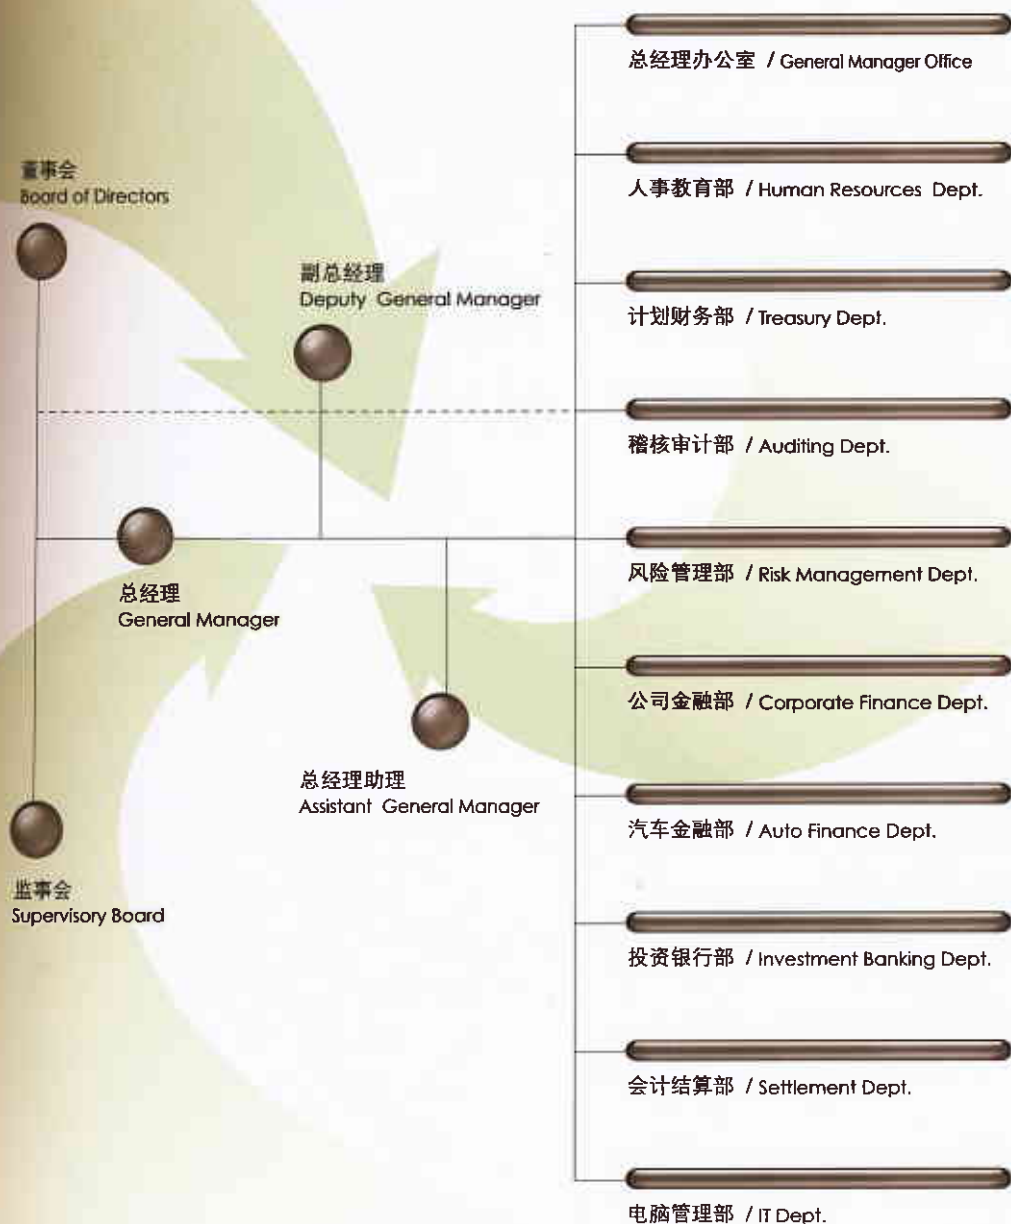 董事会
Board of Directors
副总经理
Deputy General Manager
总经理
General Manager
总经理助理
Assistant General Manager
监事会
Supervisory Board
总经理办公室 / General Manager Office
人事教育部 / Human Resources Dept.
计划财务部 / Treasury Dept.
稽核审计部 / Auditing Dept.
风险管理部 / Risk Management Dept.
公司金融部 / Corporate Finance Dept.
汽车金融部 / Auto Finance Dept.
投资银行部 / Investment Banking Dept.
会计结算部 / Settlement Dept.
电脑管理部 / IT Dept.